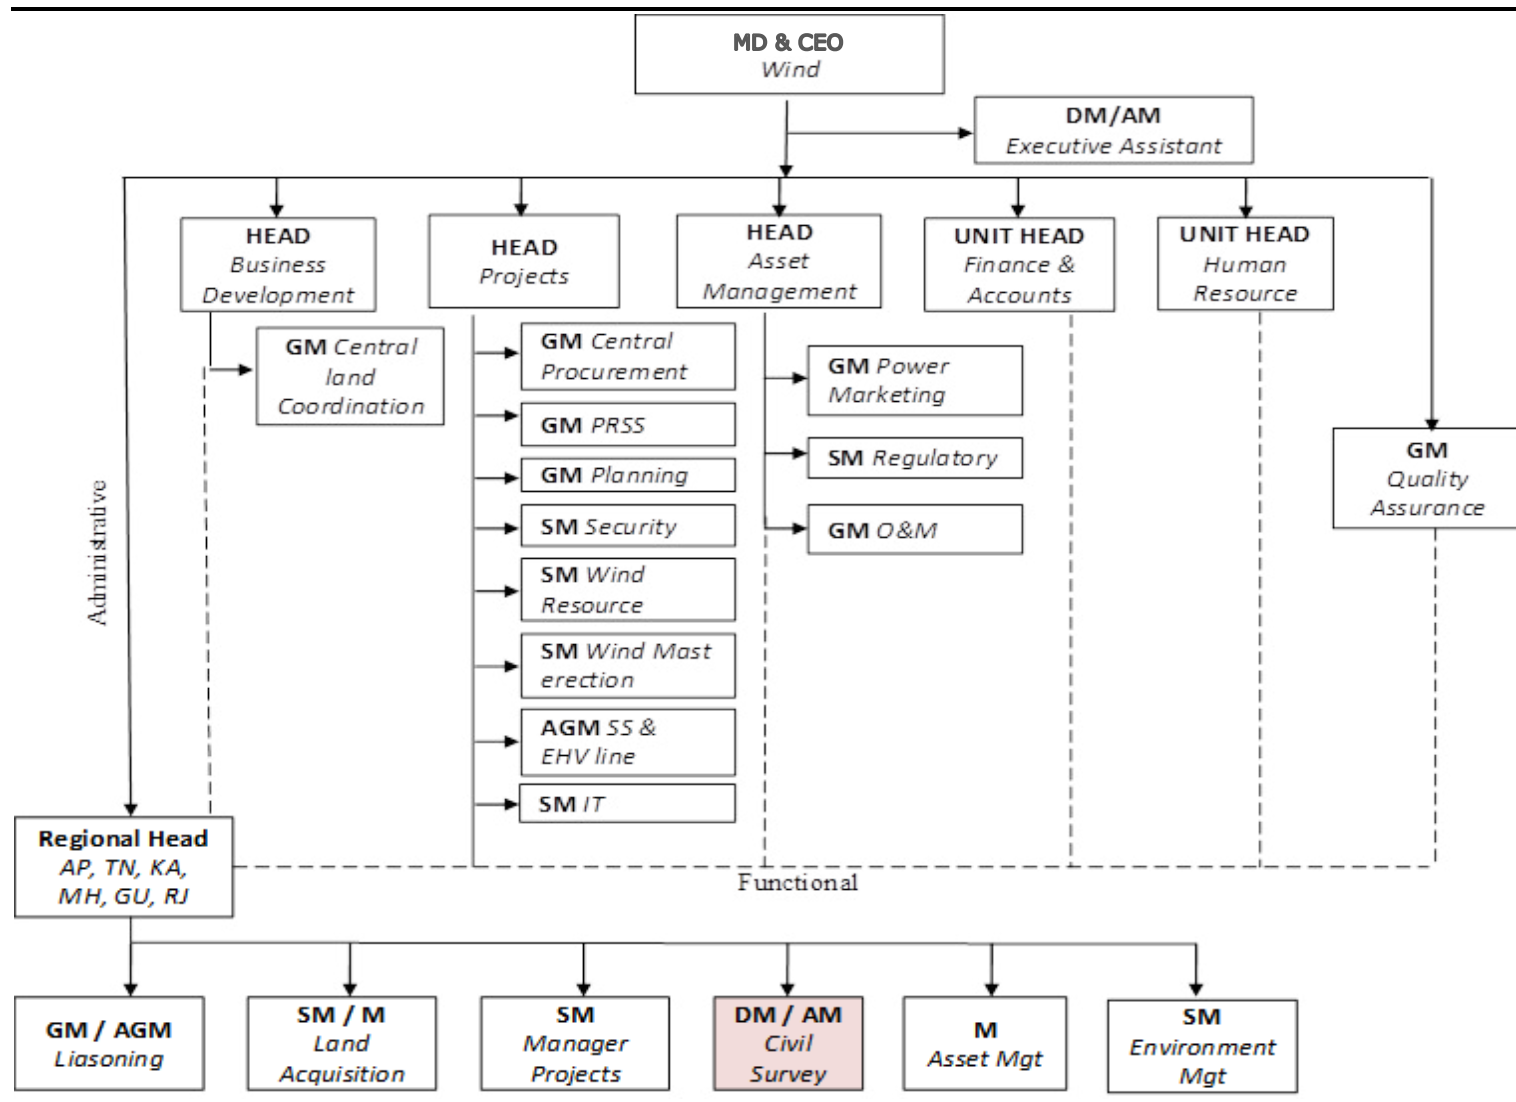 MD & CEO
Wind
DM/AM
Executive Assistant
HEAD
Business
Development
HEAD
Projects
HEAD
Asset
Management
UNIT HEAD
Finance &
Accounts
UNIT HEAD
Human
Resource
GM Central
land
Coordination
GM Central
Procurement
GM PRSS
GM Planning
SM Security
SM Wind
Resource
SM Wind Mast
erection
AGM SS &
EHV line
SM IT
GM Power
Marketing
SM Regulatory
GM O&M
GM
Quality
Assurance
Administrative
Regional Head
AP, TN, KA,
MH, GU, RJ
Functional
GM / AGM
Liasoning
SM / M
Land
Acquisition
SM
Manager
Projects
DM / AM
Civil
Survey
M
Asset Mgt
SM
Environment
Mgt